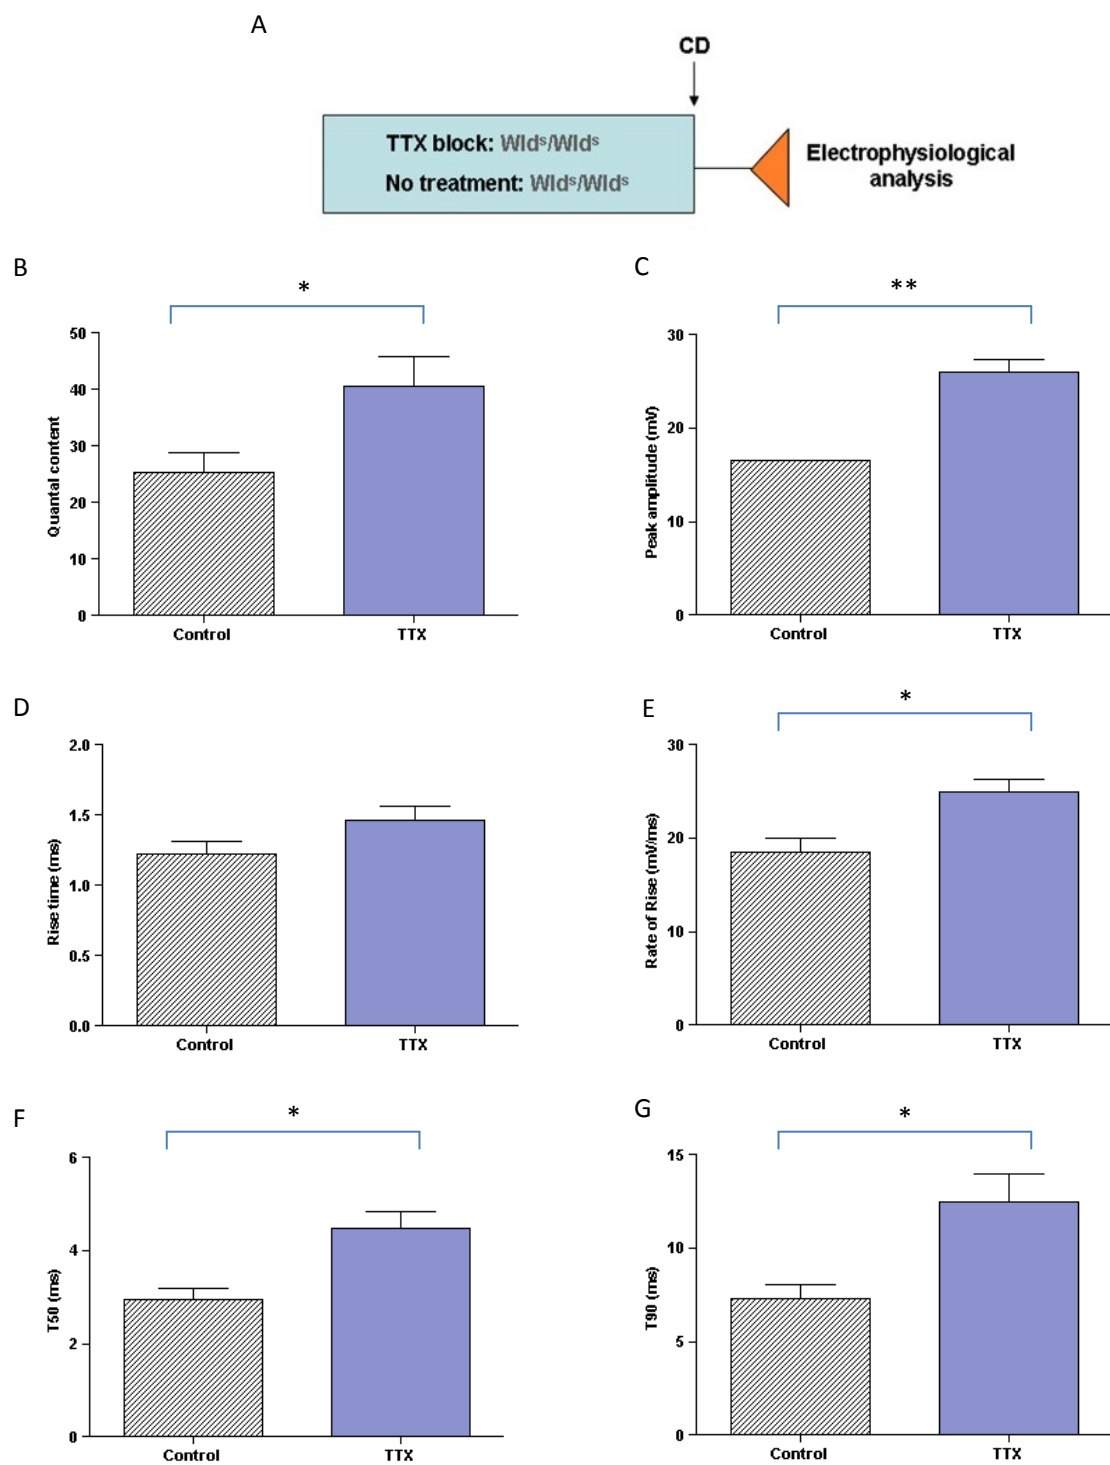 A
CD
TTX block: Wldˢ/Wldˢ
No treatment: Wldˢ/Wldˢ
Electrophysiological
analysis
B
*
50
40
30
20
10
0
Quantal content
Control
TTX
C
**
30
20
10
0
Peak amplitude (mV)
Control
TTX
D
2.0
1.5
1.0
0.5
0.0
Rise time (ms)
Control
TTX
E
*
30
20
10
0
Rate of Rise (mV/ms)
Control
TTX
F
*
6
4
2
0
T50 (ms)
Control
TTX
G
*
15
10
5
0
T90 (ms)
Control
TTX